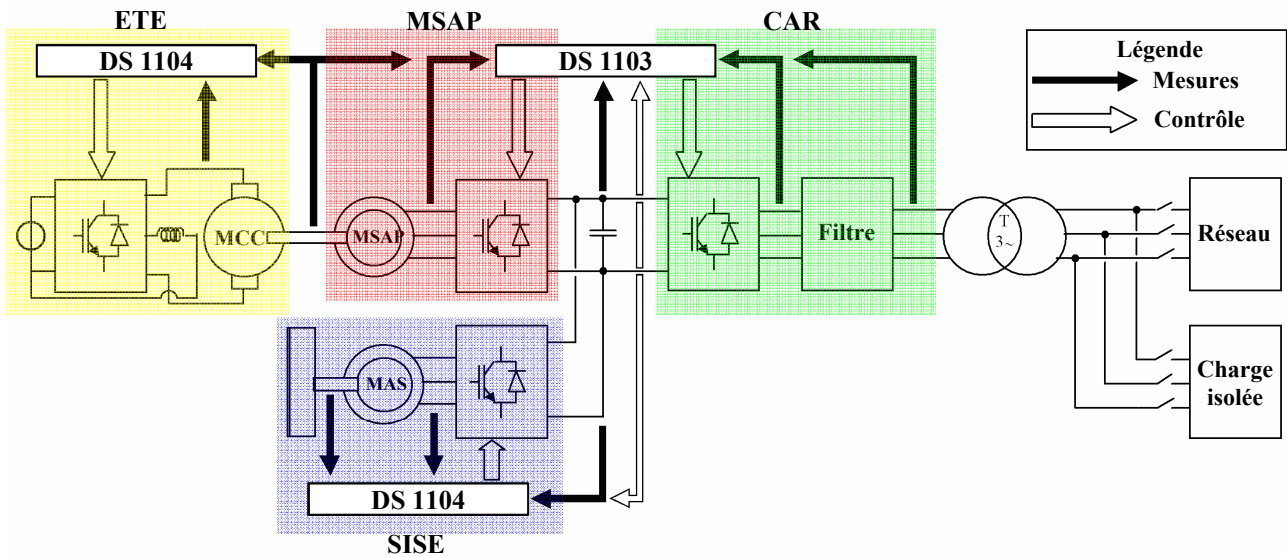 ETE
MSAP
CAR
DS 1104
DS 1103
Légende
Mesures
Contrôle
MCC
MSAP
Filtre
T
3~
Réseau
MAS
Charge
isolée
DS 1104
SISE